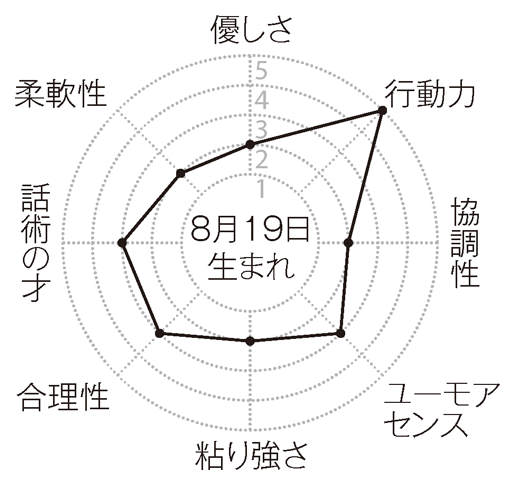 優しさ
行動力
協調性
ユーモア
センス
粘り強さ
合理性
話術の才
柔軟性
5
4
3
2
1
8月19日
生まれ